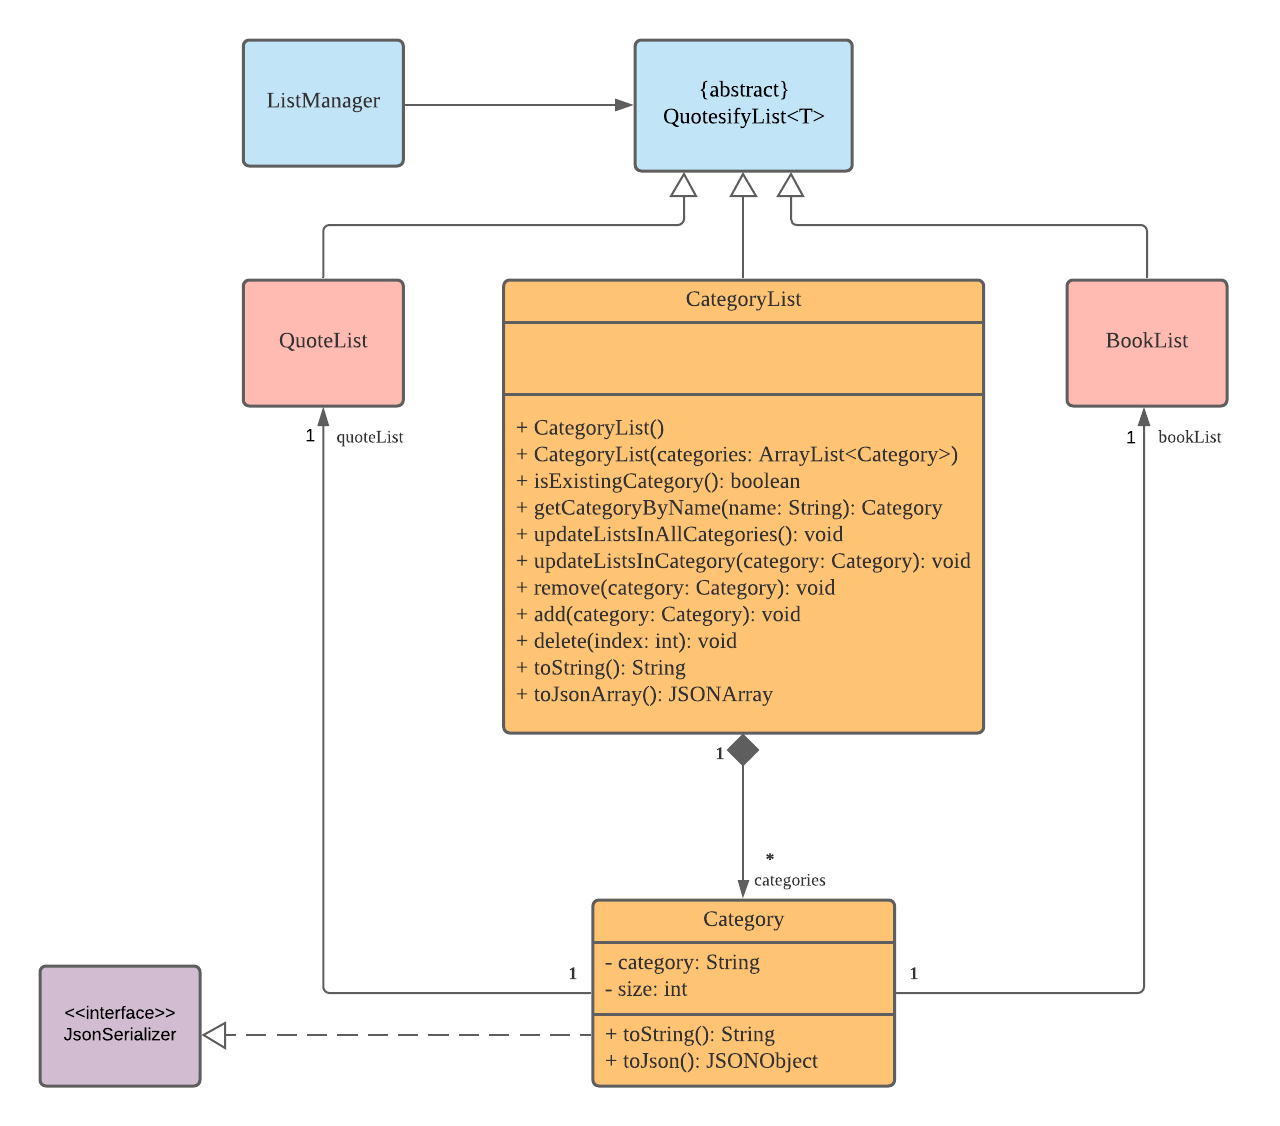 ListManager
{abstract}
QuotesifyList<T>
QuoteList
CategoryList
BookList
+ CategoryList()
+ CategoryList(categories: ArrayList<Category>)
+ isExistingCategory(): boolean
+ getCategoryByName(name: String): Category
+ updateListsInAllCategories(): void
+ updateListsInCategory(category: Category): void
+ remove(category: Category): void
+ add(category: Category): void
+ delete(index: int): void
+ toString(): String
+ toJsonArray(): JSONArray
1 quoteList
1 bookList
1
*
categories
Category
- category: String
- size: int
+ toString(): String
+ toJson(): JSONObject
1
1
<<interface>>
JsonSerializer